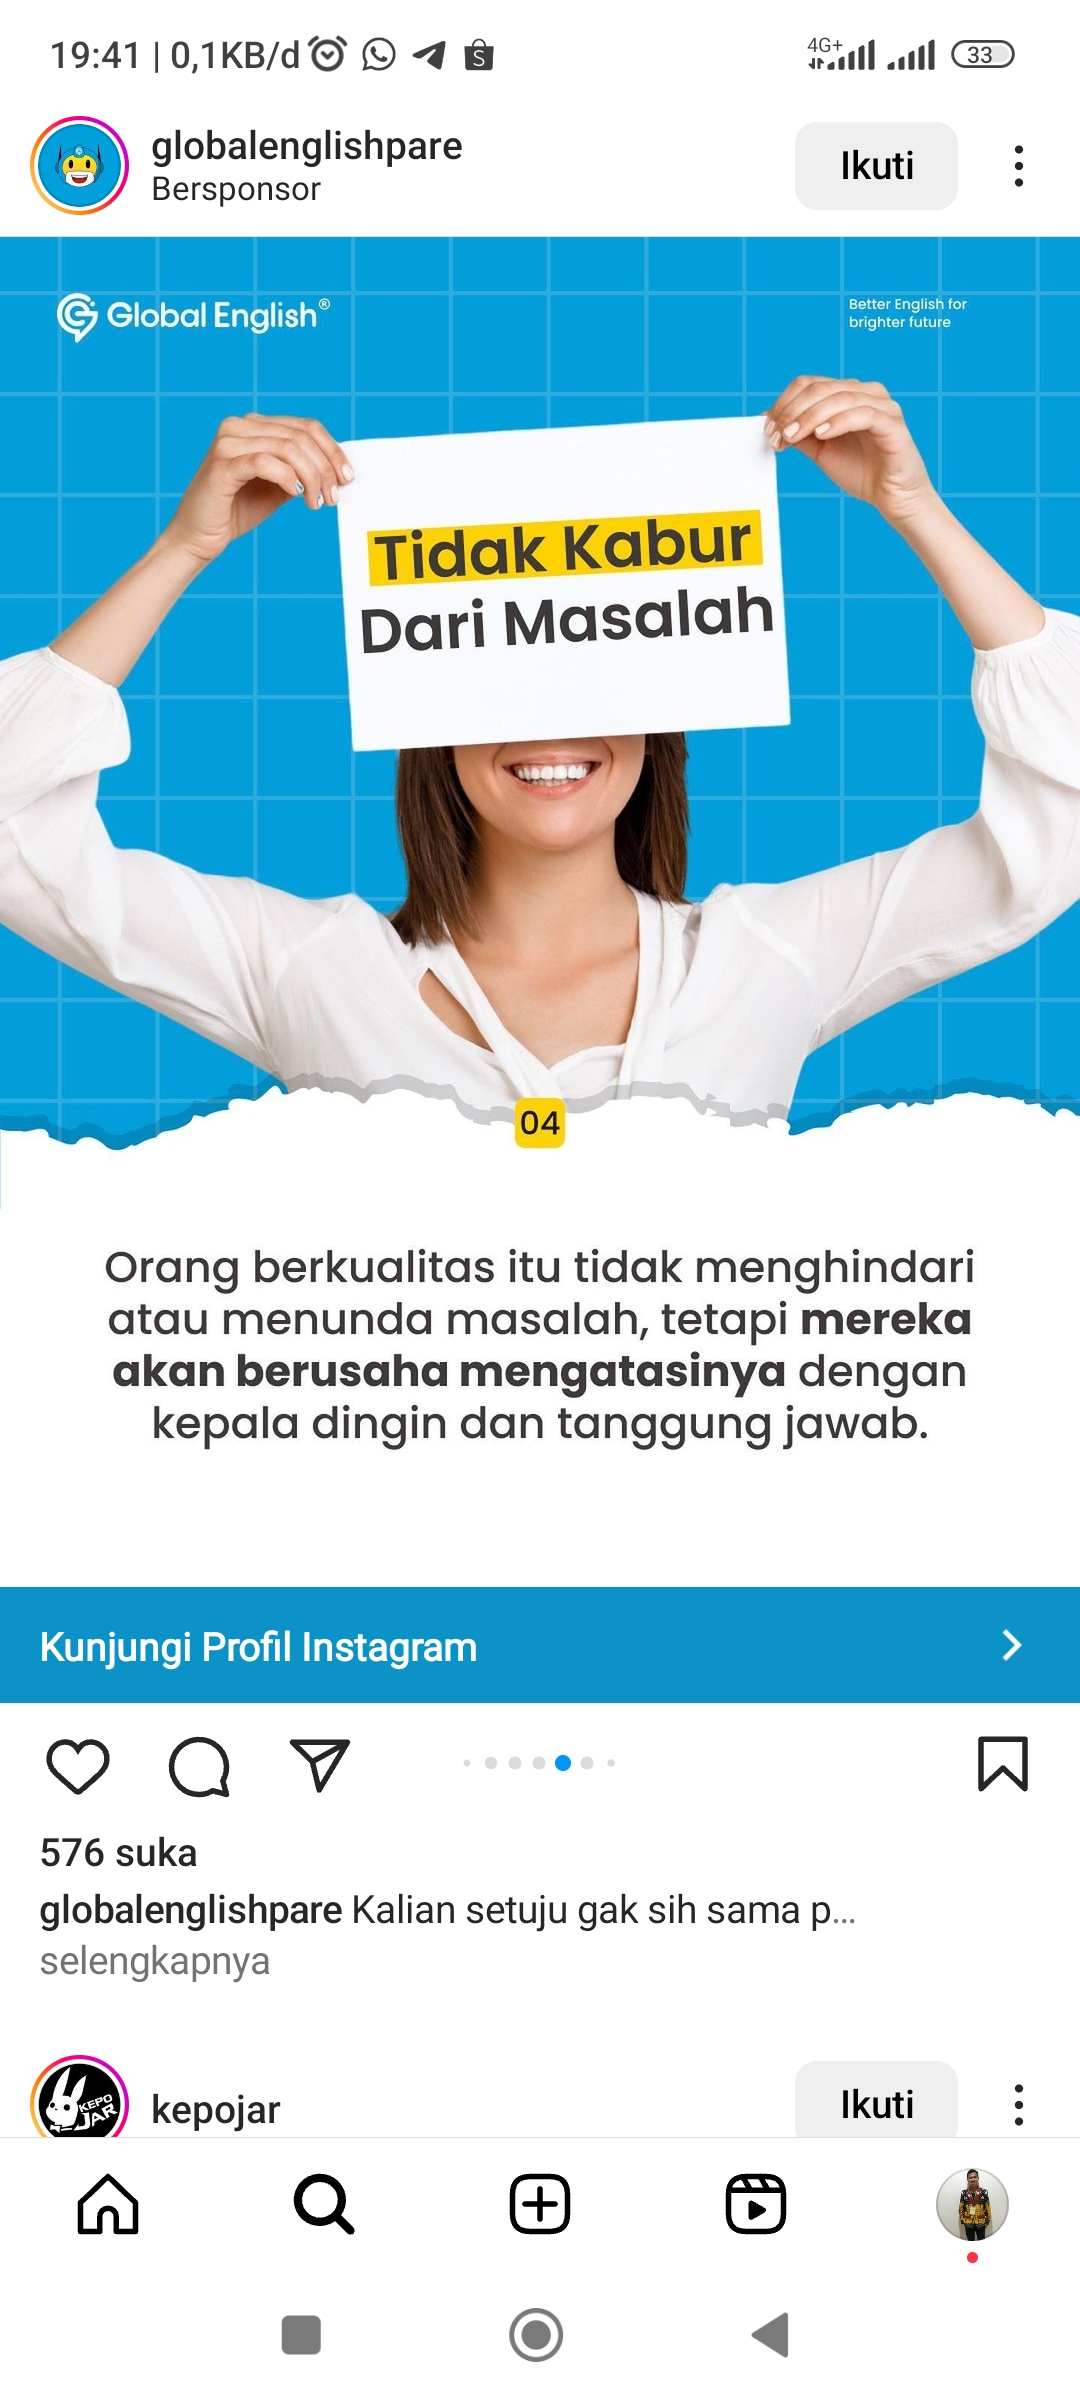 19:41 | 0,1KB/d
4G+
33
globalenglishpare
Bersponsor
Ikuti
Global English®
Better English for
brighter future
Tidak Kabur
Dari Masalah
04
Orang berkualitas itu tidak menghindari
atau menunda masalah, tetapi mereka
akan berusaha mengatasinya dengan
kepala dingin dan tanggung jawab.
Kunjungi Profil Instagram
576 suka
globalenglishpare Kalian setuju gak sih sama p...
selengkapnya
KEPO
JAR
kepojar
Ikuti